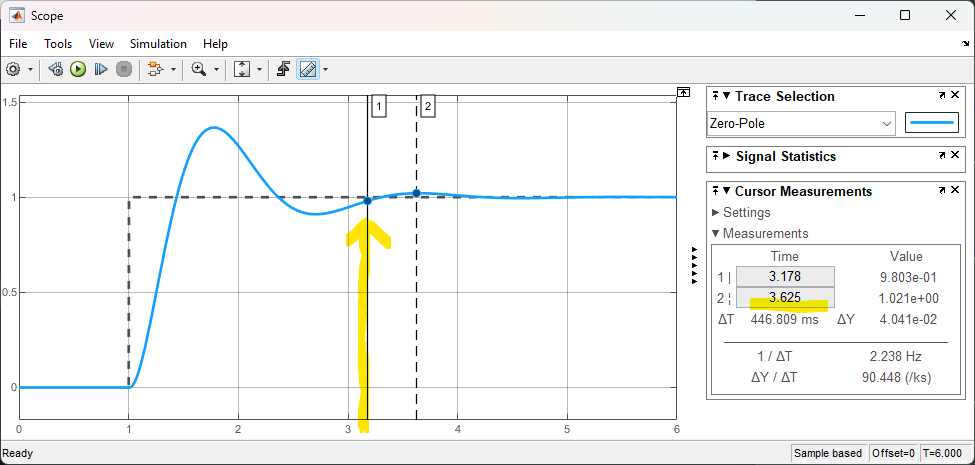 Scope
File Tools View Simulation Help
1.5
1
0.5
0
0 1 2 3 4 5 6
1 2
Trace Selection
Zero-Pole
Signal Statistics
Cursor Measurements
Settings
Measurements
Time Value
1 | 3.178 9.803e-01
2 ¦ 3.625 1.021e+00
ΔT 446.809 ms ΔY 4.041e-02
1 / ΔT 2.238 Hz
ΔY / ΔT 90.448 (/ks)
Ready Sample based Offset=0 T=6.000